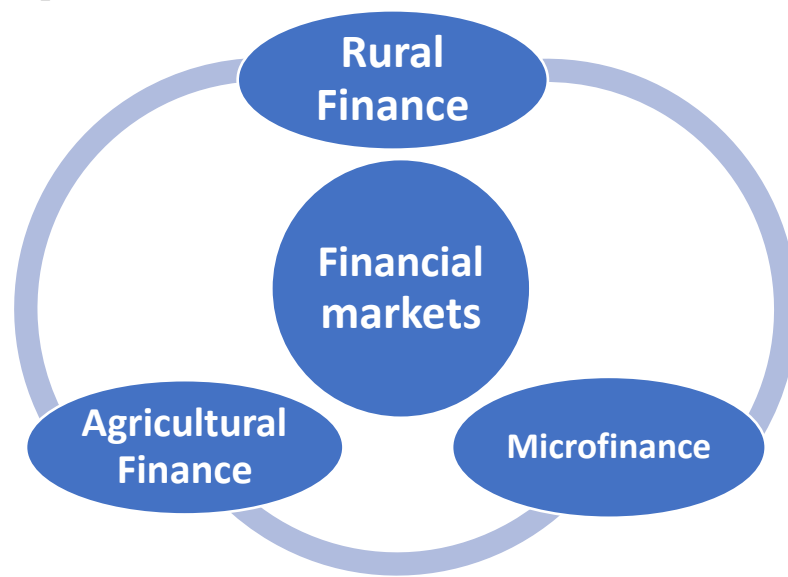 Rural
Finance
Financial
markets
Agricultural
Finance
Microfinance